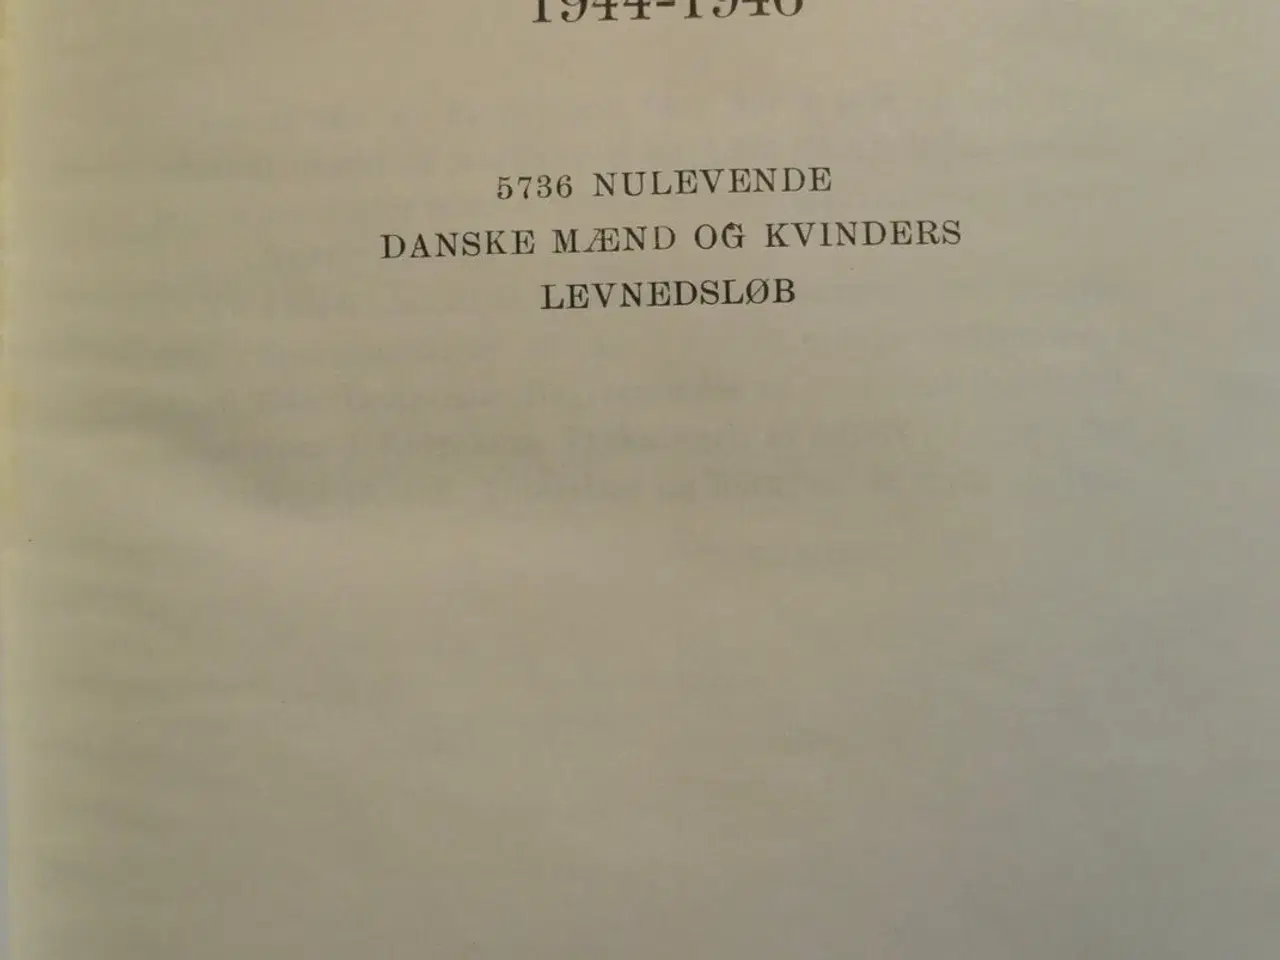 1944-1946
5736 NULEVENDE
DANSKE MÆND OG KVINDERS
LEVNEDSLØB